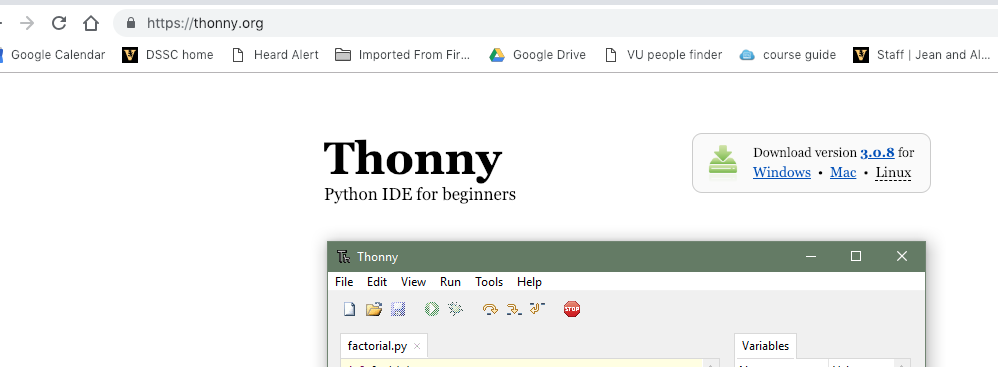 https://thonny.org
Google Calendar DSSC home Heard Alert Imported From Fir... Google Drive VU people finder course guide Staff | Jean and Al...
Thonny
Python IDE for beginners
Download version 3.0.8 for
Windows • Mac • Linux
Thonny
File Edit View Run Tools Help
STOP
factorial.py
Variables